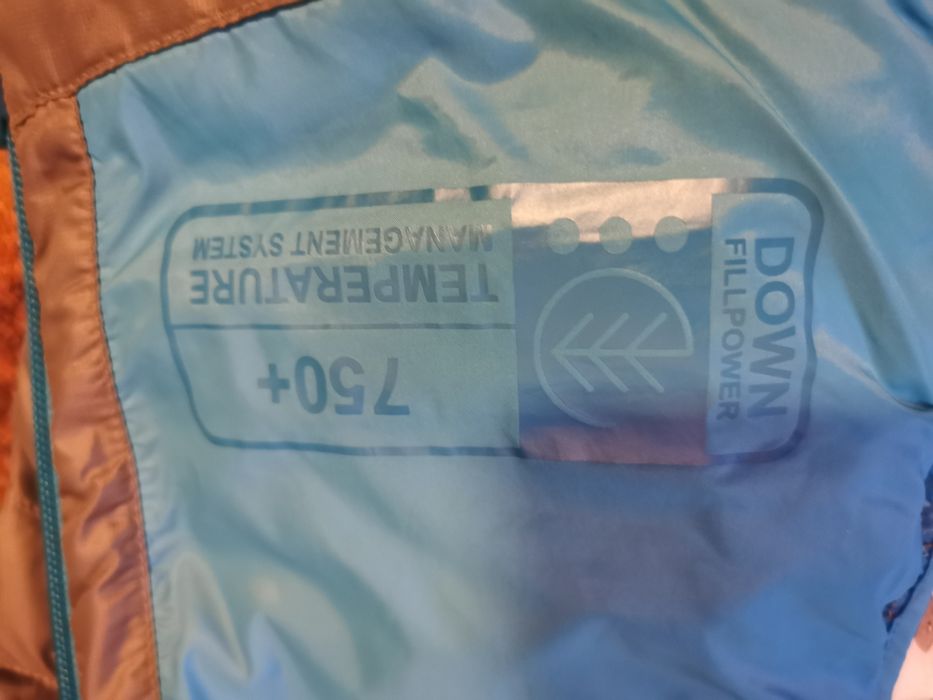 DOWN
FILLPOWER
750+
TEMPERATURE
MANAGEMENT SYSTEM